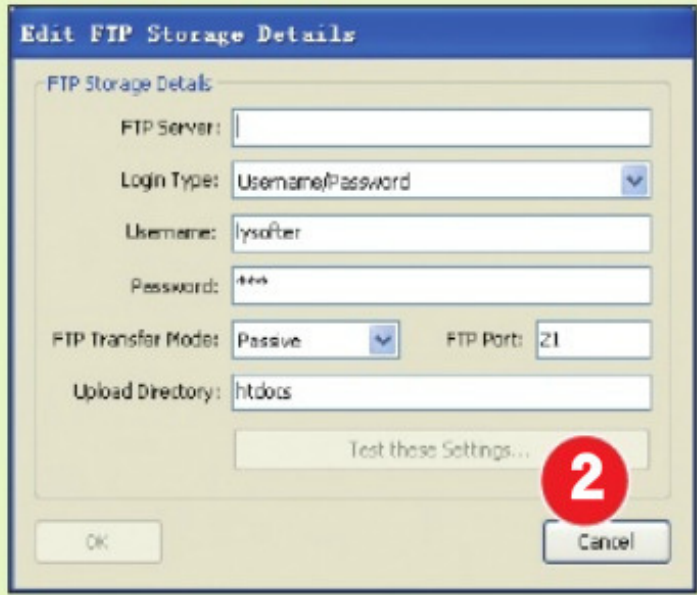 Edit FTP Storage Details
FTP Storage Details
FTP Server:
Login Type: Username/Password
Username: lysofter
Password: ***
FTP Transfer Mode: Passive FTP Port: 21
Upload Directory: htdocs
Test these Settings...
2
OK Cancel